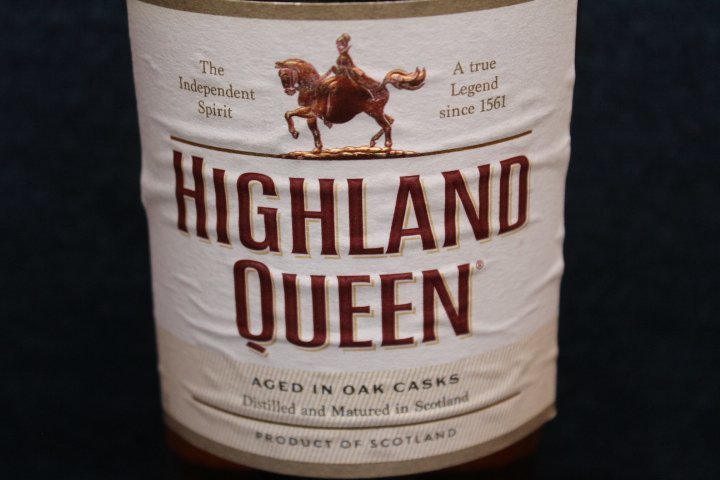 The
Independent
Spirit
A true
Legend
since 1561
HIGHLAND
QUEEN®
AGED IN OAK CASKS
Distilled and Matured in Scotland
PRODUCT OF SCOTLAND